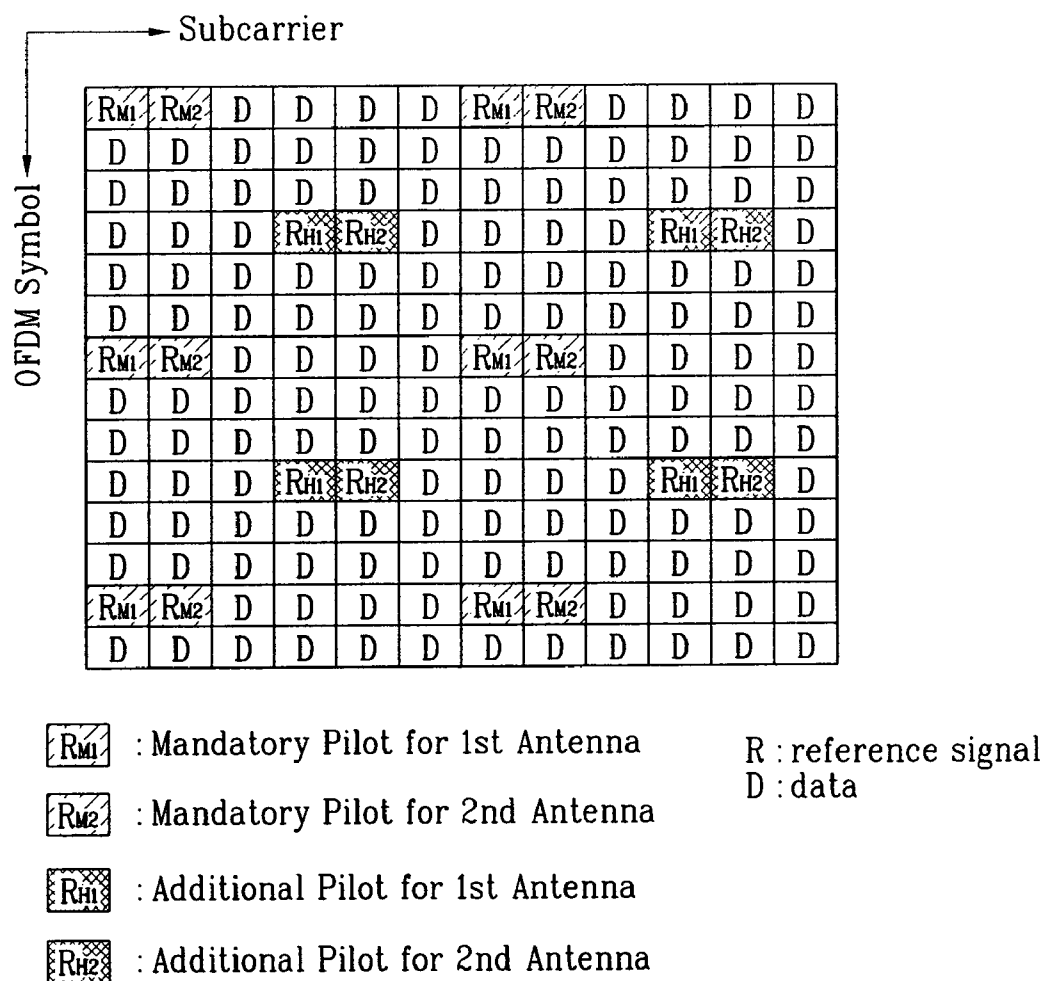 Subcarrier
OFDM Symbol
RM1 RM2 D D D D RM1 RM2 D D D D
D D D D D D D D D D D D
D D D D D D D D D D D D
D D D RH1 RH2 D D D D RH1 RH2 D
D D D D D D D D D D D D
D D D D D D D D D D D D
RM1 RM2 D D D D RM1 RM2 D D D D
D D D D D D D D D D D D
D D D D D D D D D D D D
D D D RH1 RH2 D D D D RH1 RH2 D
D D D D D D D D D D D D
D D D D D D D D D D D D
RM1 RM2 D D D D RM1 RM2 D D D D
D D D D D D D D D D D D
RM1 : Mandatory Pilot for 1st Antenna
RM2 : Mandatory Pilot for 2nd Antenna
RH1 : Additional Pilot for 1st Antenna
RH2 : Additional Pilot for 2nd Antenna
R : reference signal
D : data